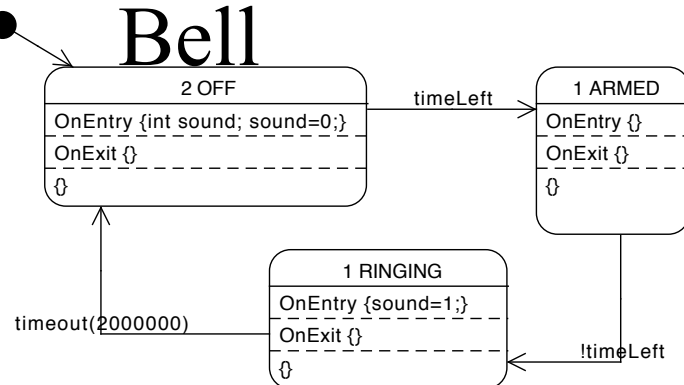 Bell
2 OFF
OnEntry {int sound; sound=0;}
OnExit {}
{}
timeLeft
1 ARMED
OnEntry {}
OnExit {}
{}
1 RINGING
OnEntry {sound=1;}
OnExit {}
{}
timeout(2000000)
!timeLeft